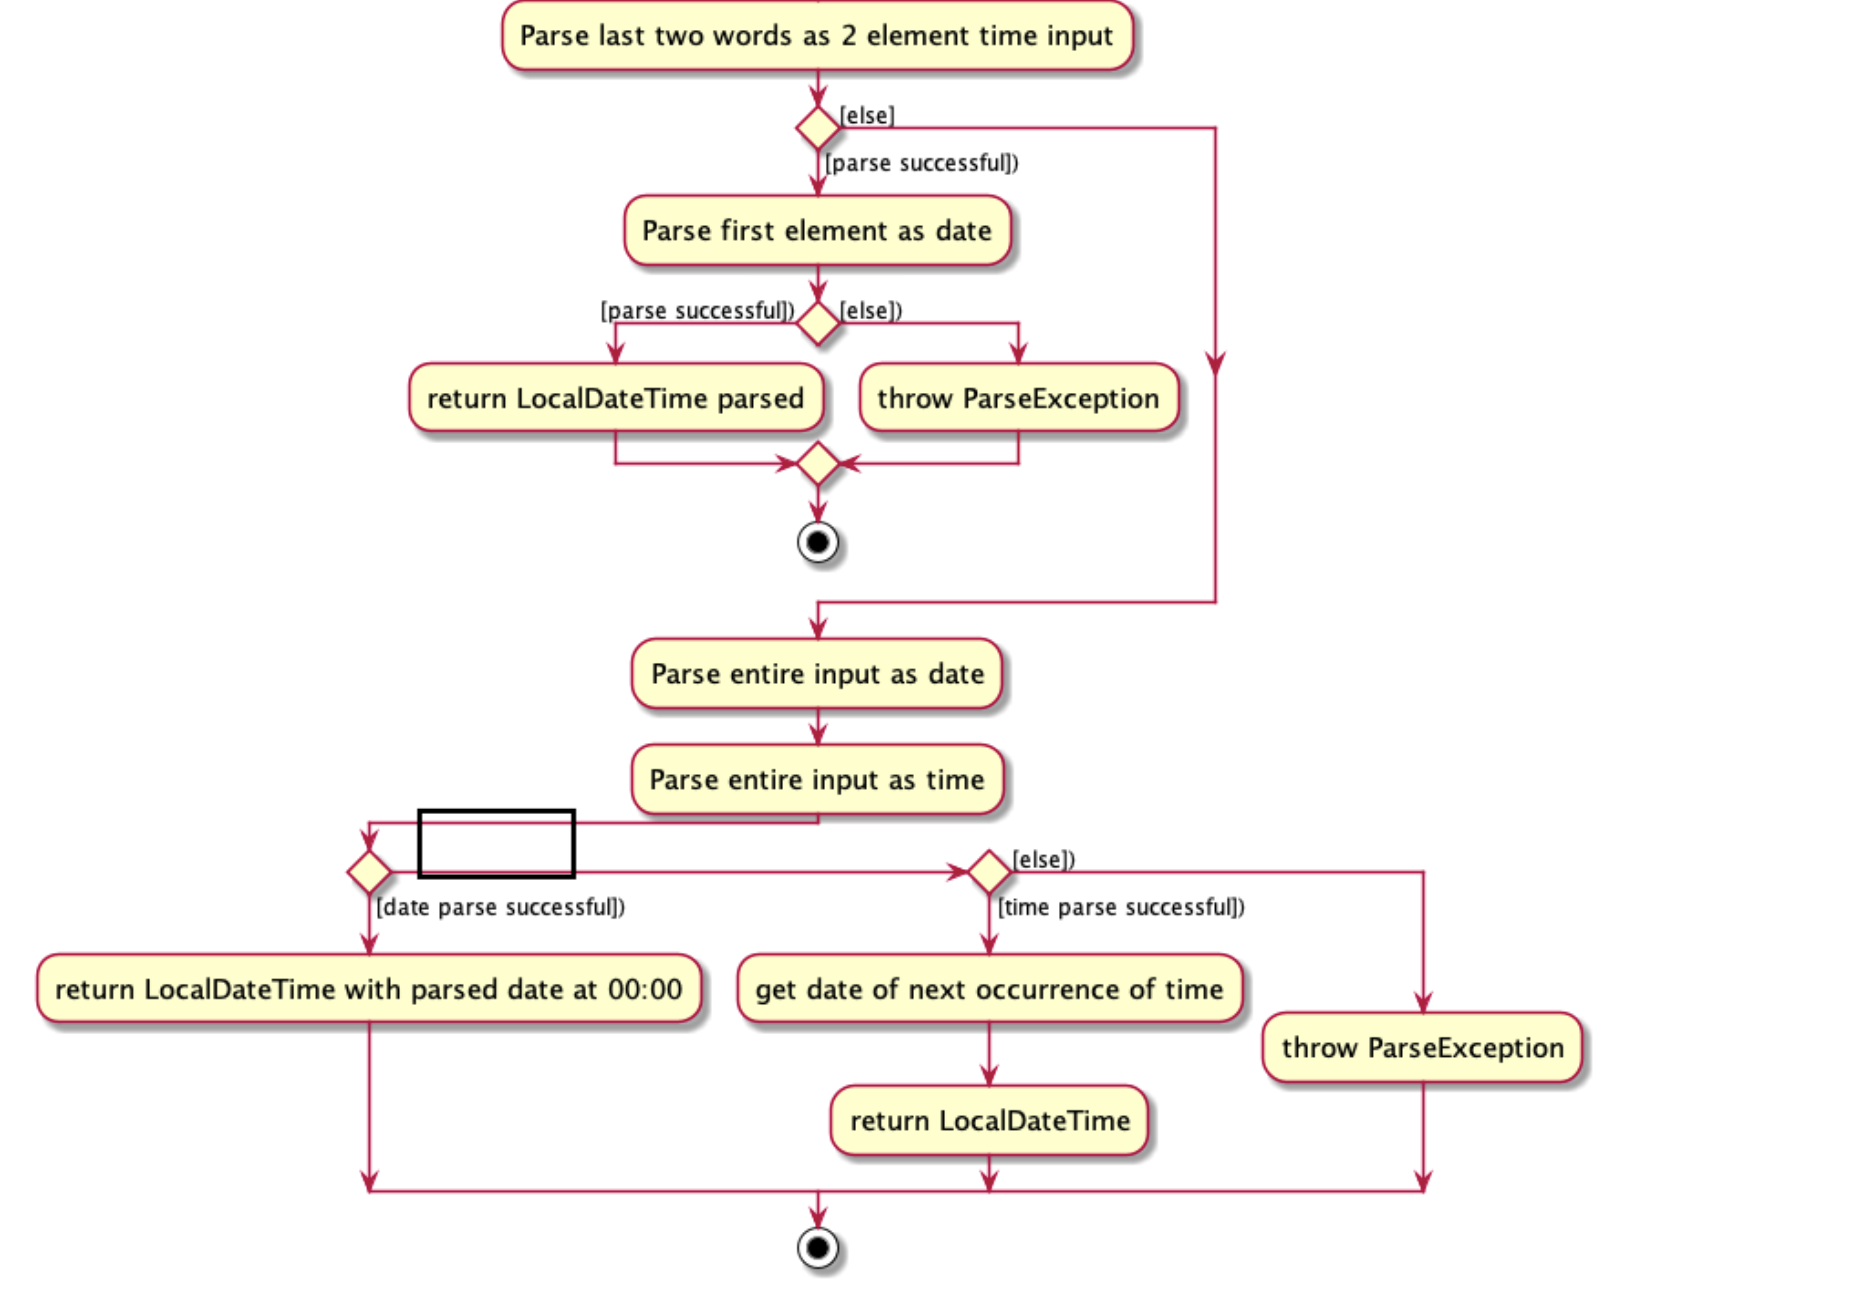 Parse last two words as 2 element time input
[else]
[parse successful])
Parse first element as date
[parse successful])
[else])
return LocalDateTime parsed
throw ParseException
Parse entire input as date
Parse entire input as time
[else])
[date parse successful])
[time parse successful])
return LocalDateTime with parsed date at 00:00
get date of next occurrence of time
throw ParseException
return LocalDateTime